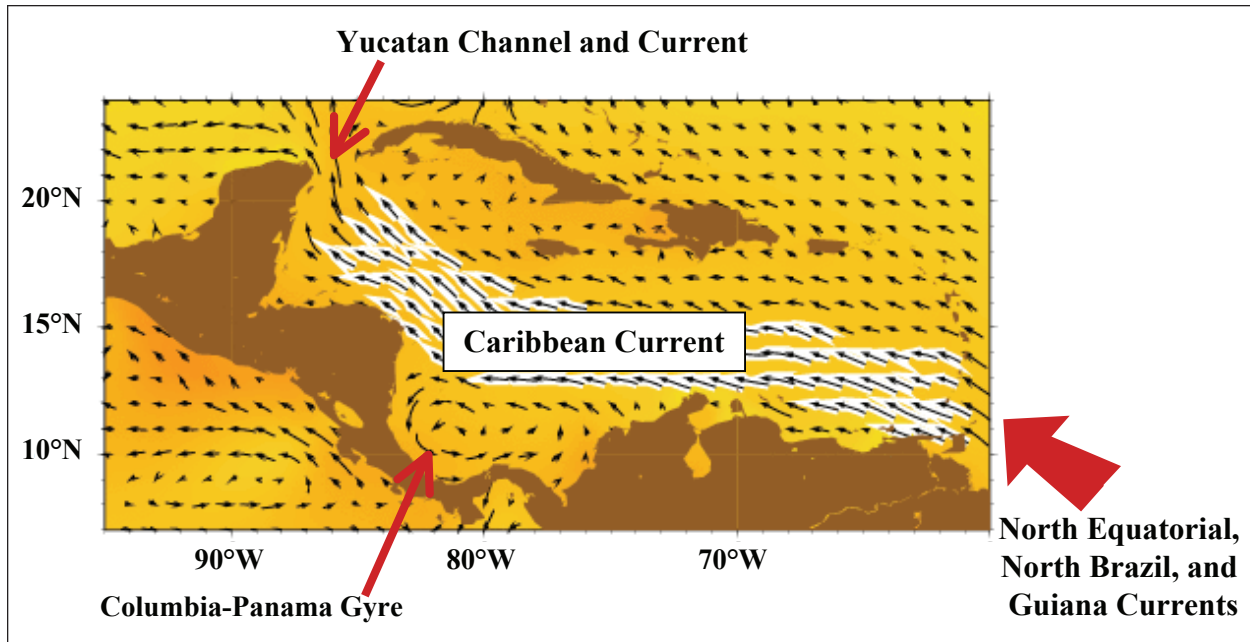 Yucatan Channel and Current
20°N
15°N
Caribbean Current
10°N
90°W
80°W
70°W
North Equatorial,
North Brazil, and
Guiana Currents
Columbia-Panama Gyre